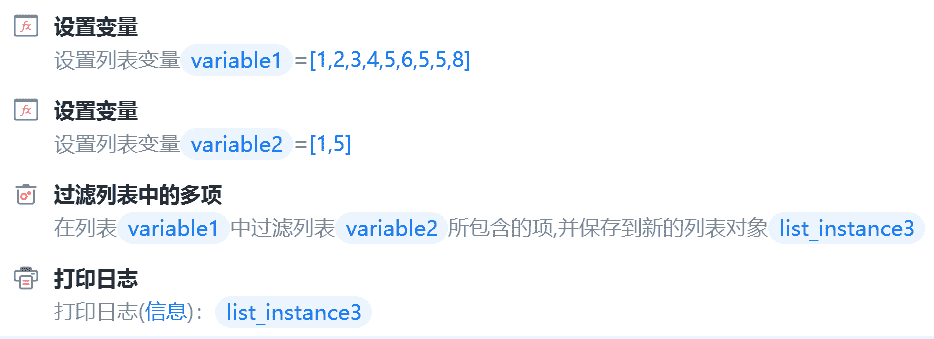 设置变量
设置列表变量 variable1 =[1,2,3,4,5,6,5,5,8]
设置变量
设置列表变量 variable2 =[1,5]
过滤列表中的多项
在列表 variable1 中过滤列表 variable2 所包含的项,并保存到新的列表对象 list_instance3
打印日志
打印日志(信息): list_instance3